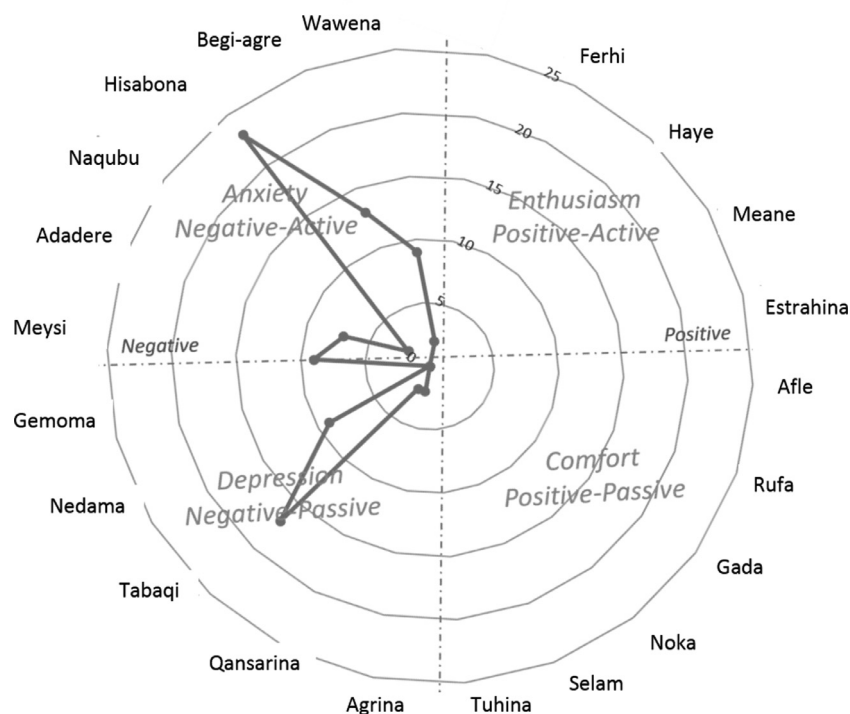 Wawena
Begi-agre
Ferhi
Hisabona
25
Haye
20
Naqubu
15
Anxiety
Negative-Active
Enthusiasm
Positive-Active
Meane
Adadere
10
Estrahina
5
Meysi
Negative
Positive
0
Afle
Gemoma
Comfort
Positive-Passive
Depression
Negative-Passive
Rufa
Nedama
Gada
Tabaqi
Noka
Qansarina
Selam
Agrina
Tuhina